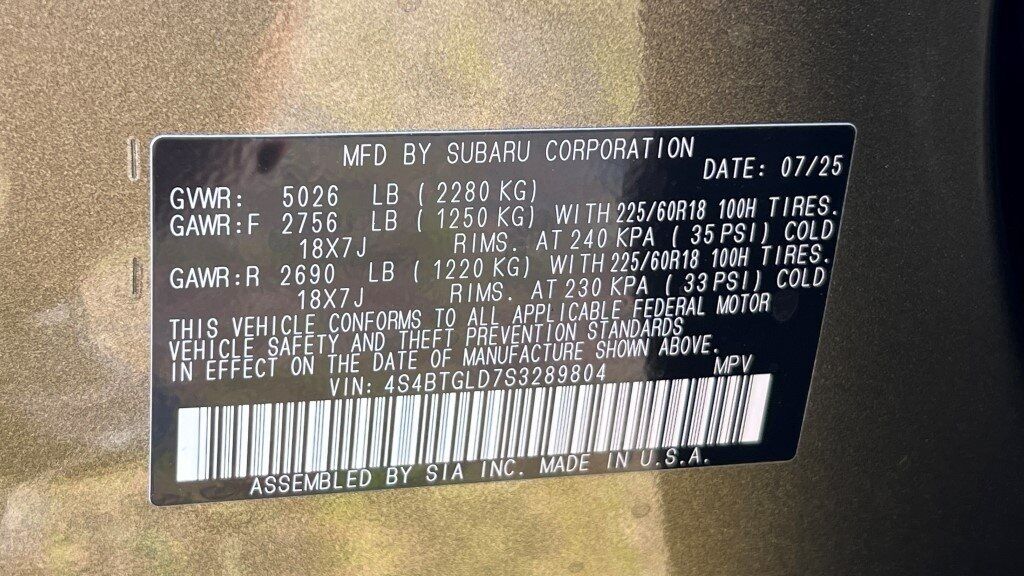 MFD BY SUBARU CORPORATION DATE: 07/25
GVWR: 5026 LB ( 2280 KG)
GAWR:F 2756 LB ( 1250 KG) WITH 225/60R18 100H TIRES.
18X7J RIMS. AT 240 KPA ( 35 PSI) COLD
GAWR:R 2690 LB ( 1220 KG) WITH 225/60R18 100H TIRES.
18X7J RIMS. AT 230 KPA ( 33 PSI) COLD
THIS VEHICLE CONFORMS TO ALL APPLICABLE FEDERAL MOTOR
VEHICLE SAFETY AND THEFT PREVENTION STANDARDS
IN EFFECT ON THE DATE OF MANUFACTURE SHOWN ABOVE.
VIN: 4S4BTGLD7S3289804 MPV
ASSEMBLED BY SIA INC. MADE IN U.S.A.